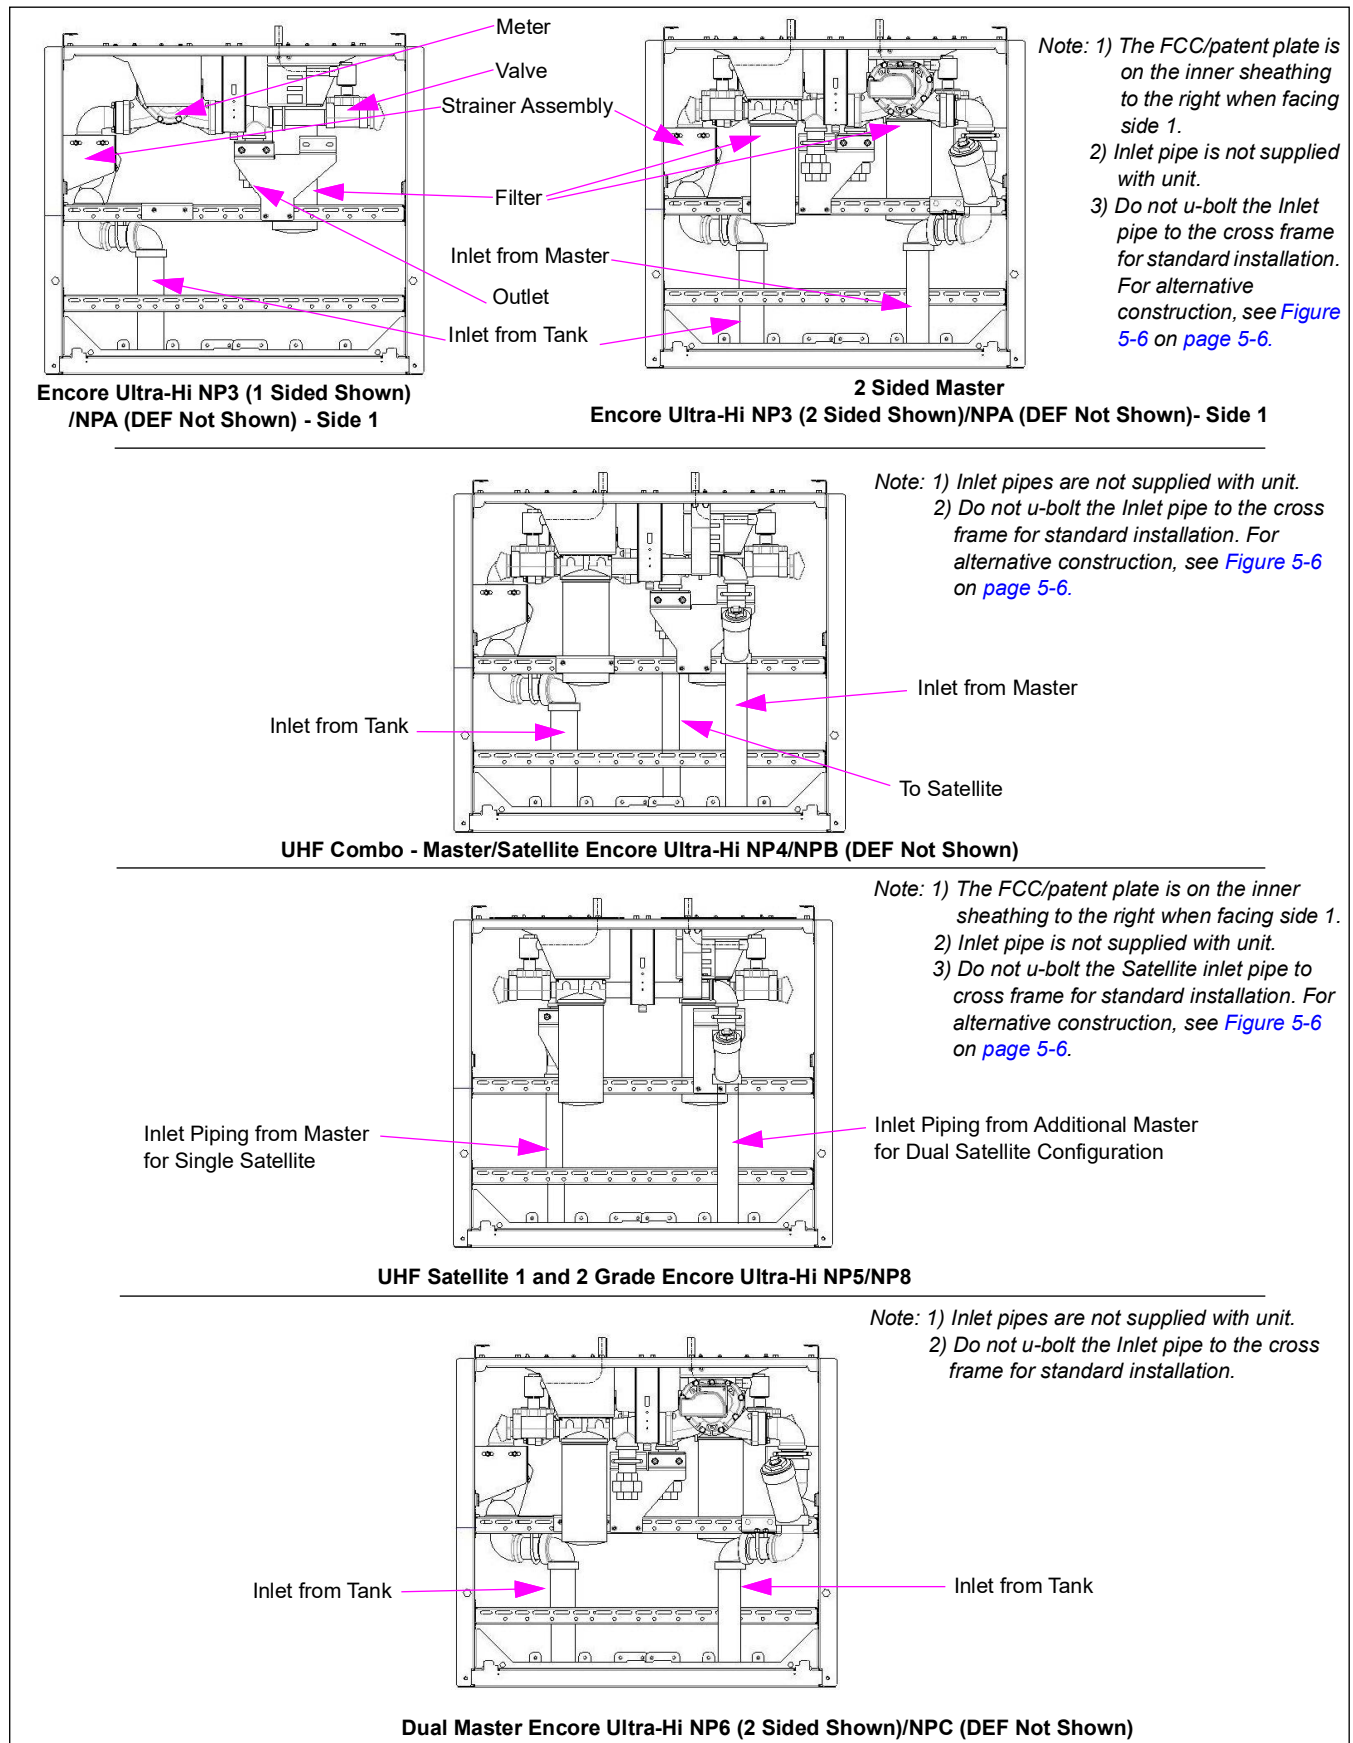 Meter
Valve
Strainer Assembly
Filter
Inlet from Master
Outlet
Inlet from Tank
Note: 1) The FCC/patent plate is
on the inner sheathing
to the right when facing
side 1.
2) Inlet pipe is not supplied
with unit.
3) Do not u-bolt the Inlet
pipe to the cross frame
for standard installation.
For alternative
construction, see Figure
5-6 on page 5-6.
Encore Ultra-Hi NP3 (1 Sided Shown)
/NPA (DEF Not Shown) - Side 1
2 Sided Master
Encore Ultra-Hi NP3 (2 Sided Shown)/NPA (DEF Not Shown)- Side 1
Note: 1) Inlet pipes are not supplied with unit.
2) Do not u-bolt the Inlet pipe to the cross
frame for standard installation. For
alternative construction, see Figure 5-6
on page 5-6.
Inlet from Master
Inlet from Tank
To Satellite
UHF Combo - Master/Satellite Encore Ultra-Hi NP4/NPB (DEF Not Shown)
Note: 1) The FCC/patent plate is on the inner
sheathing to the right when facing side 1.
2) Inlet pipe is not supplied with unit.
3) Do not u-bolt the Satellite inlet pipe to
cross frame for standard installation. For
alternative construction, see Figure 5-6
on page 5-6.
Inlet Piping from Master
for Single Satellite
Inlet Piping from Additional Master
for Dual Satellite Configuration
UHF Satellite 1 and 2 Grade Encore Ultra-Hi NP5/NP8
Note: 1) Inlet pipes are not supplied with unit.
2) Do not u-bolt the Inlet pipe to the cross
frame for standard installation.
Inlet from Tank
Inlet from Tank
Dual Master Encore Ultra-Hi NP6 (2 Sided Shown)/NPC (DEF Not Shown)